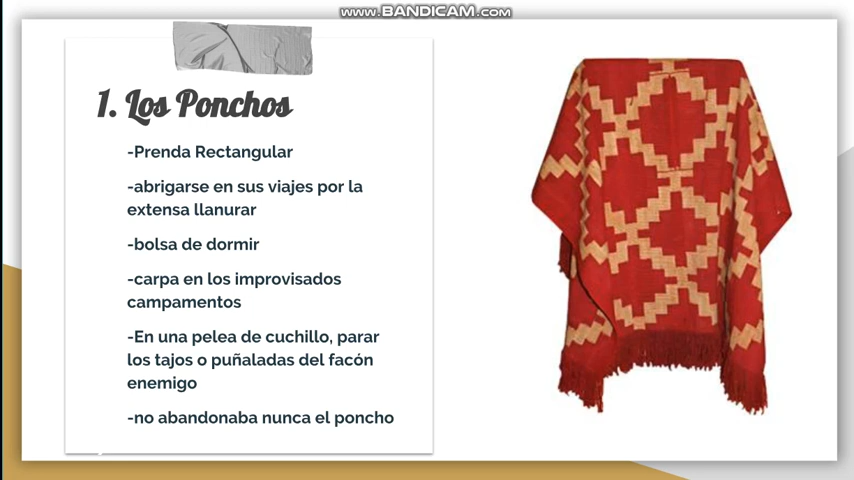 WWW.BANDICAM.COM
1. Los Ponchos
-Prenda Rectangular
-abrigarse en sus viajes por la
extensa llanurar
-bolsa de dormir
-carpa en los improvisados
campamentos
-En una pelea de cuchillo, parar
los tajos o puñaladas del facón
enemigo
-no abandonaba nunca el poncho